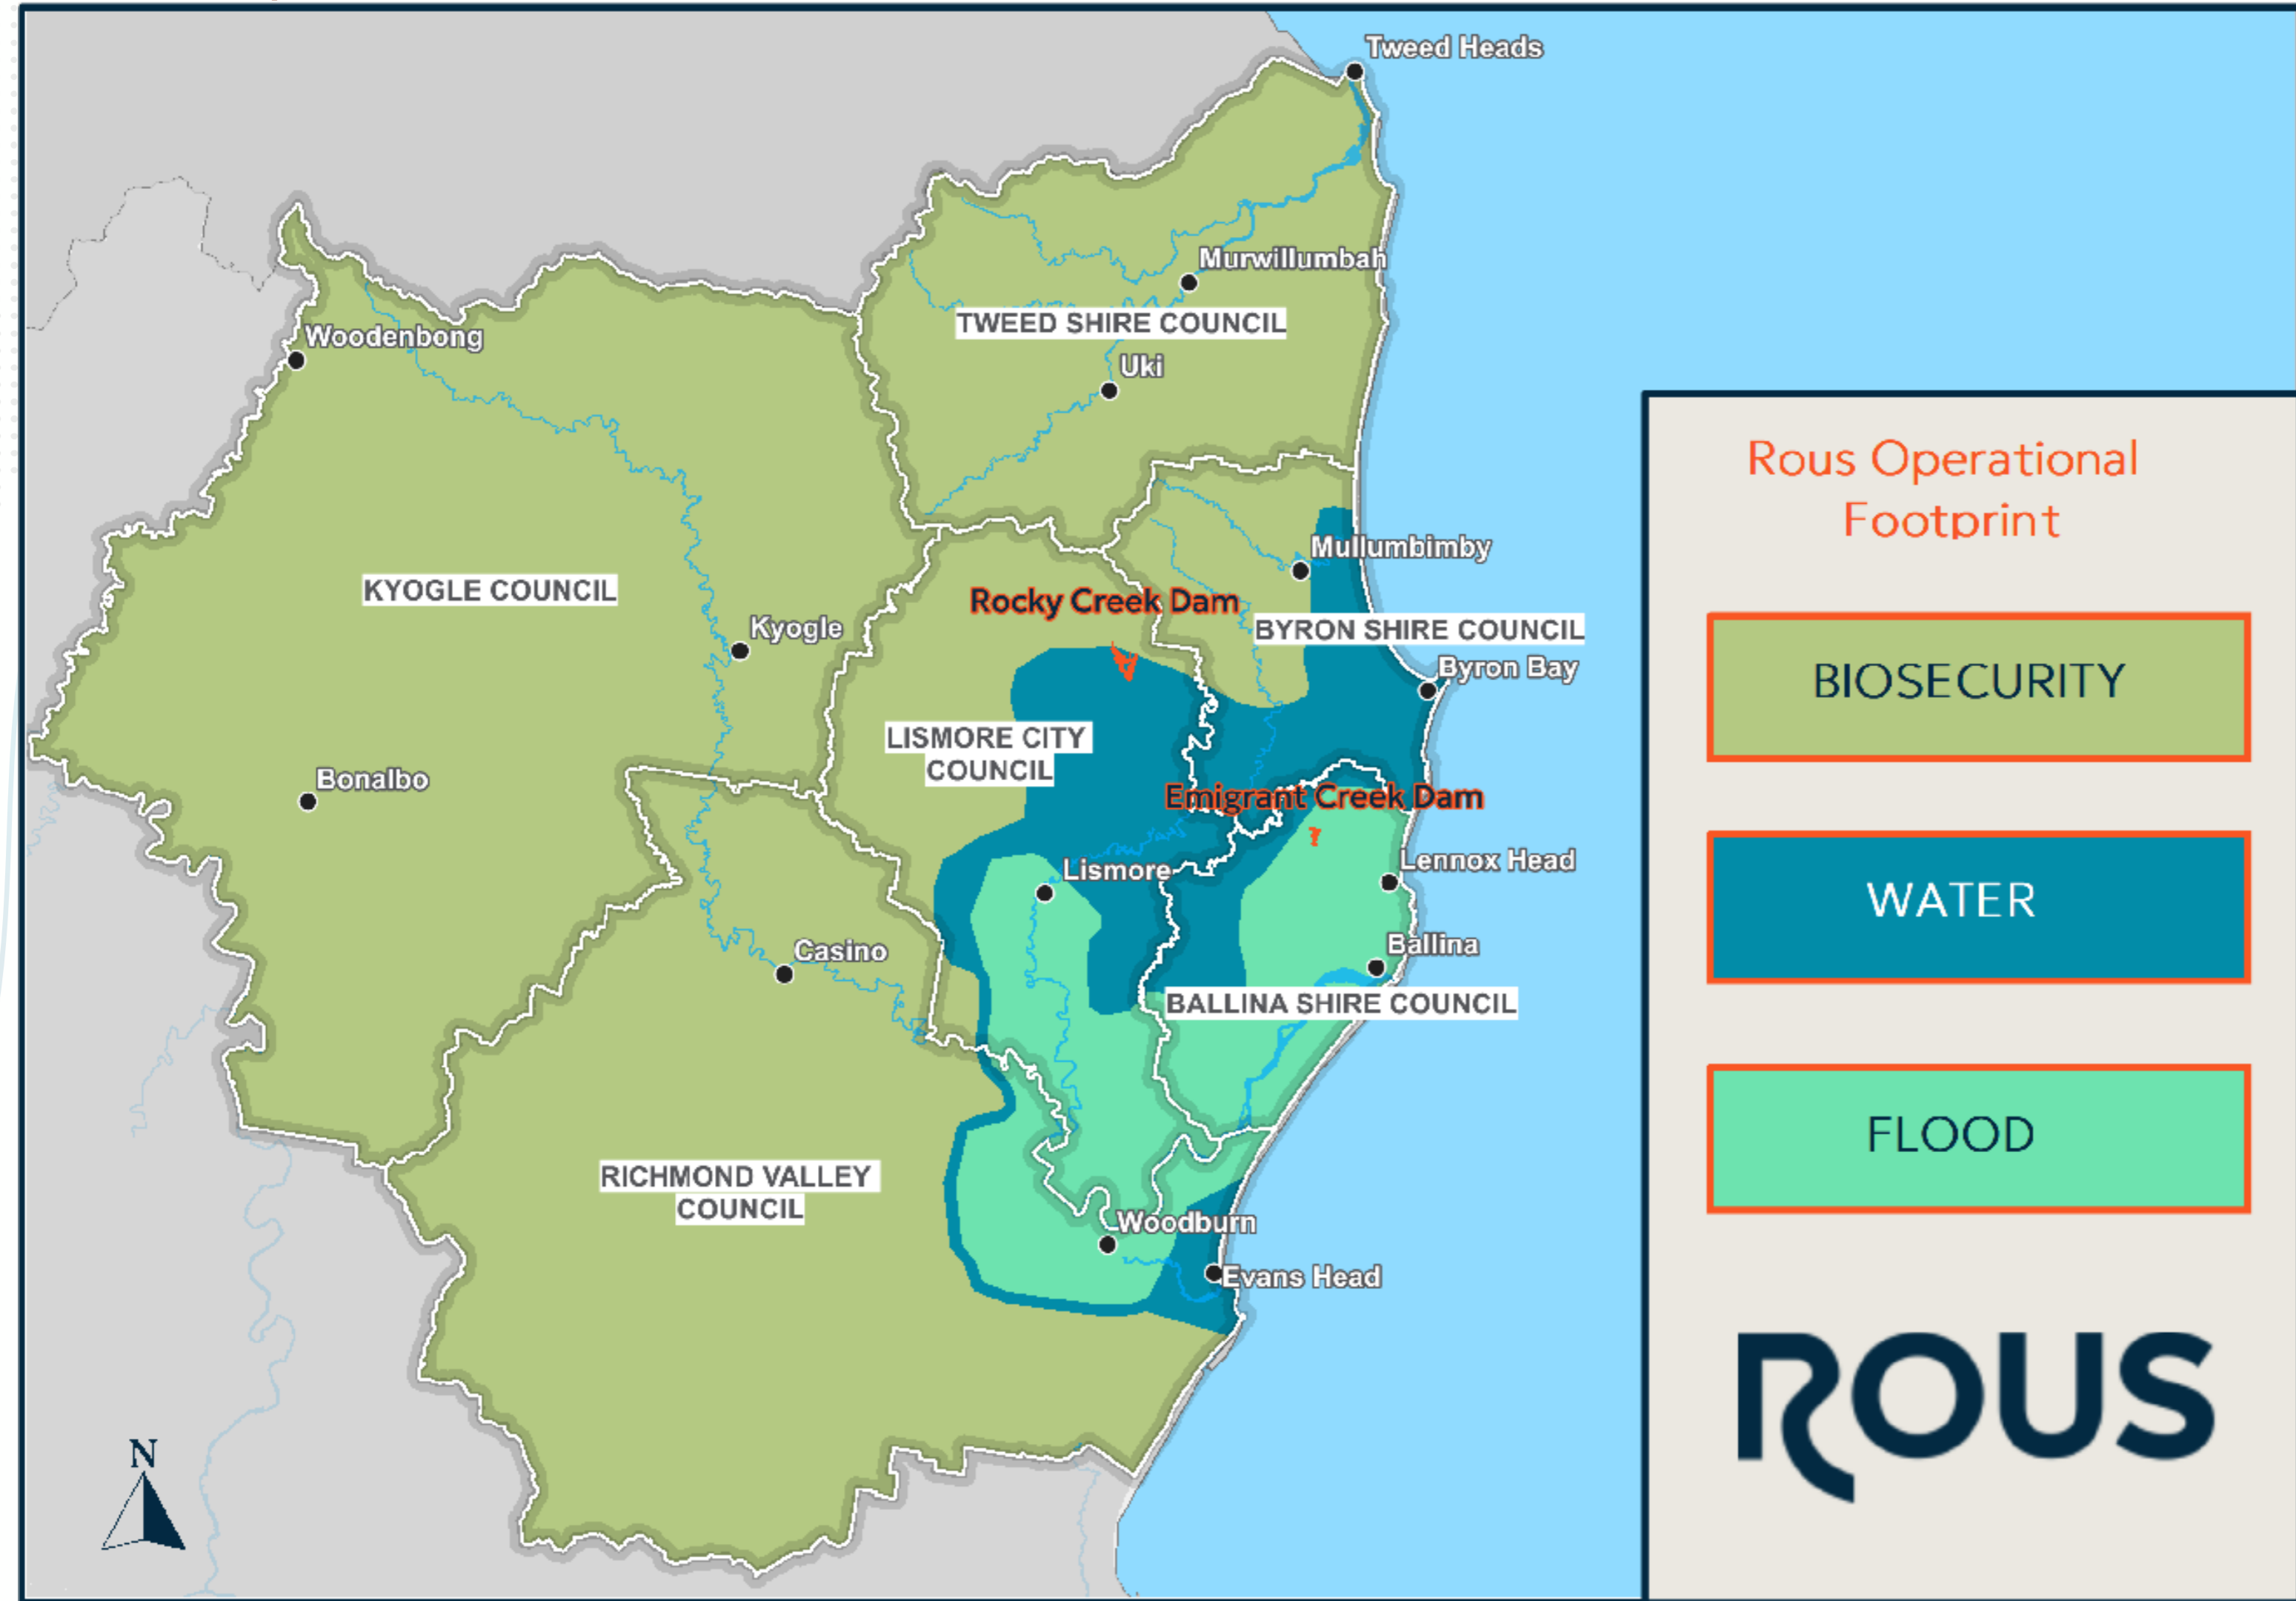 Tweed Heads
Murwillumbah
TWEED SHIRE COUNCIL
Woodenbong
Uki
Mullumbimby
KYOGLE COUNCIL
Rocky Creek Dam
Kyogle
BYRON SHIRE COUNCIL
Byron Bay
LISMORE CITY
COUNCIL
Bonalbo
Emigrant Creek Dam
Lennox Head
Lismore
Casino
Ballina
BALLINA SHIRE COUNCIL
RICHMOND VALLEY
COUNCIL
Woodburn
Evans Head
N
Rous Operational
Footprint
BIOSECURITY
WATER
FLOOD
ROUS